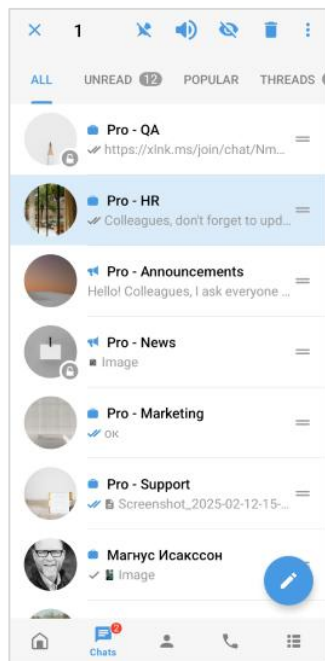 1
ALL UNREAD 12 POPULAR THREADS
Pro - QA
https://xlnk.ms/join/chat/Nm...
Pro - HR
Colleagues, don't forget to upd...
Pro - Announcements
Hello! Colleagues, I ask everyone ...
Pro - News
Image
Pro - Marketing
ок
Pro - Support
Screenshot_2025-02-12-15-...
Магнус Исакссон
Image
2
Chats